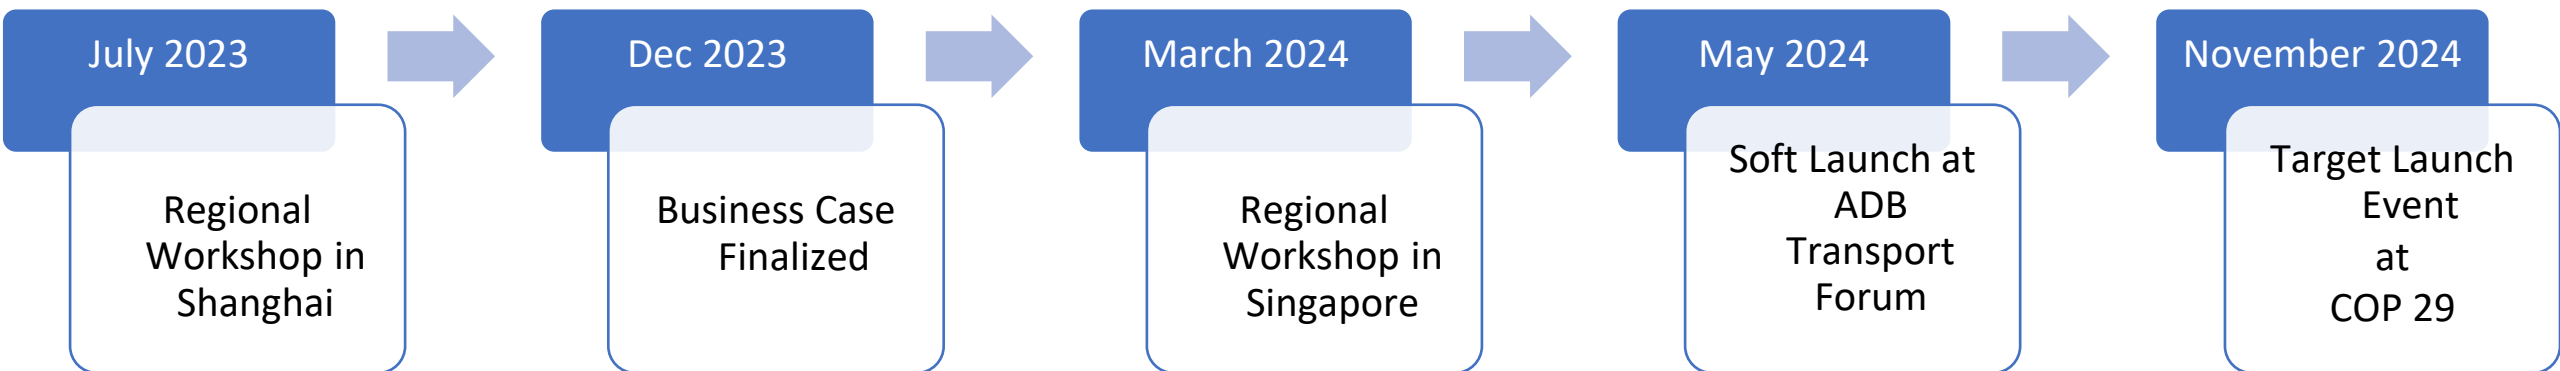 July 2023
Regional
Workshop in
Shanghai
Dec 2023
Business Case
Finalized
March 2024
Regional
Workshop in
Singapore
May 2024
Soft Launch at
ADB
Transport
Forum
November 2024
Target Launch
Event
at
COP 29